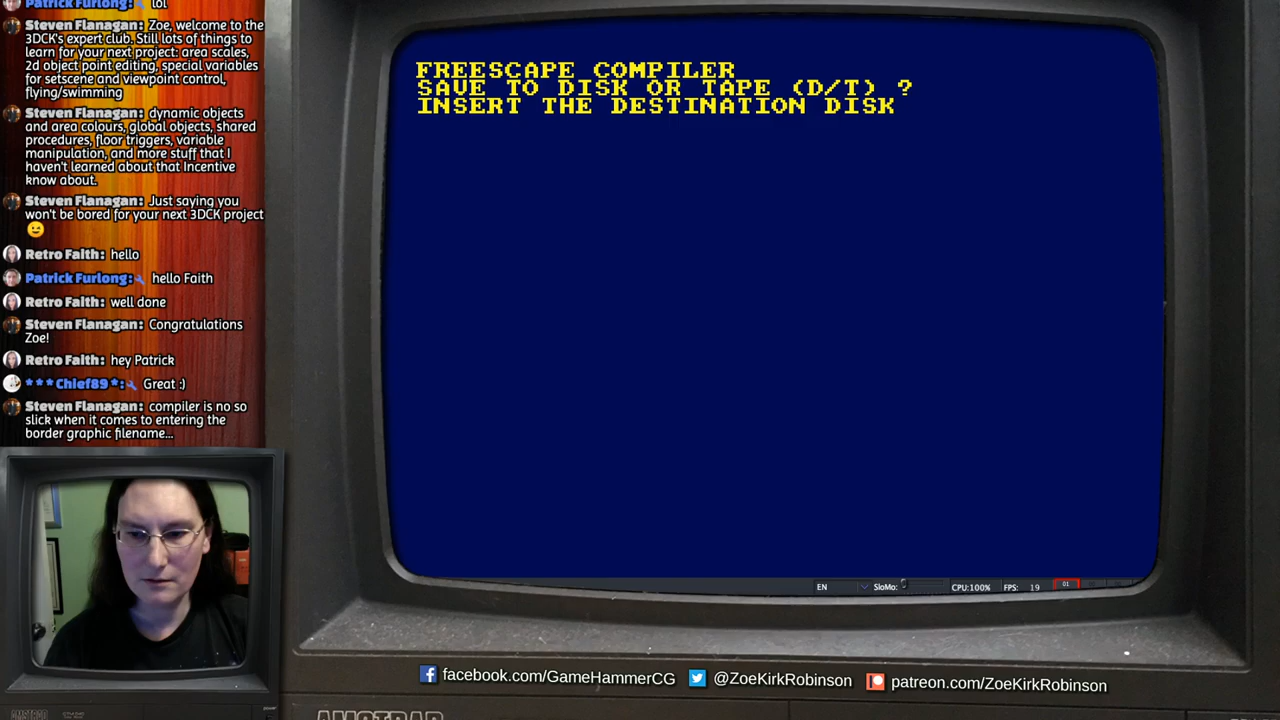 Patrick Furlong: lol
Steven Flanagan: Zoe, welcome to the
3DCK's expert club. Still lots of things to
learn for your next project: area scales,
2d object point editing, special variables
for setscene and viewpoint control,
flying/swimming
Steven Flanagan: dynamic objects
and area colours, global objects, shared
procedures, floor triggers, variable
manipulation, and more stuff that I
haven't learned about that Incentive
know about.
Steven Flanagan: Just saying you
won't be bored for your next 3DCK project
Retro Faith: hello
Patrick Furlong: hello Faith
Retro Faith: well done
Steven Flanagan: Congratulations
Zoe!
Retro Faith: hey Patrick
***Chief89*: Great :)
Steven Flanagan: compiler is no so
slick when it comes to entering the
border graphic filename...
FREESCAPE COMPILER
SAVE TO DISK OR TAPE (D/T) ?
INSERT THE DESTINATION DISK
EN SloMo: CPU:100% FPS: 19 01
facebook.com/GameHammerCG @ZoeKirkRobinson patreon.com/ZoeKirkRobinson
AMSTRAD